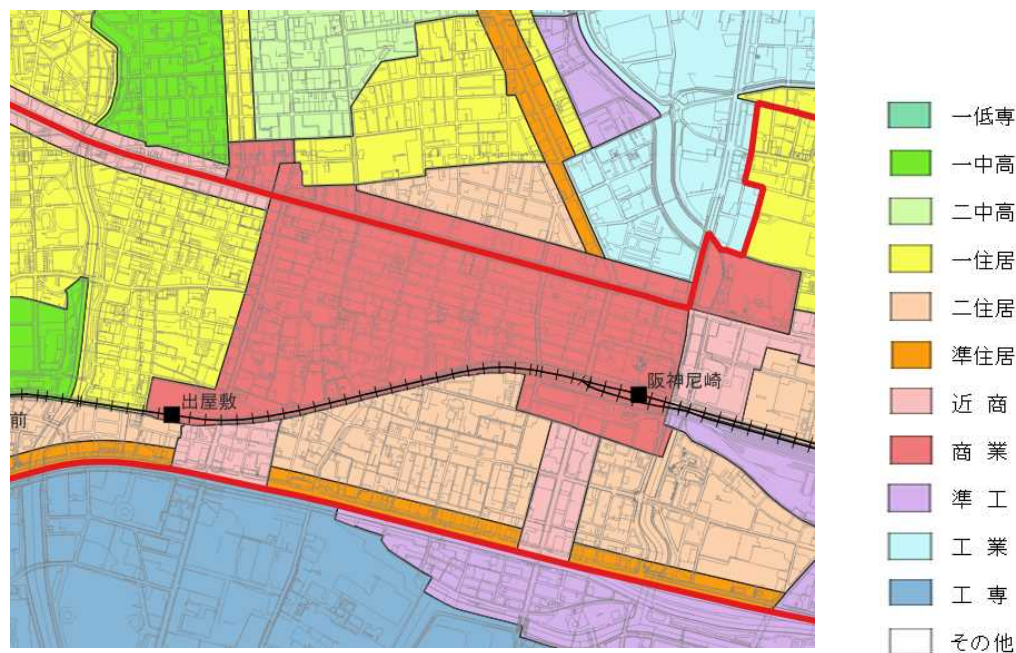 阪神尼崎
出屋敷
前
一低専
一中高
二中高
一住居
二住居
準住居
近 商
商 業
準 工
工 業
工 専
その他